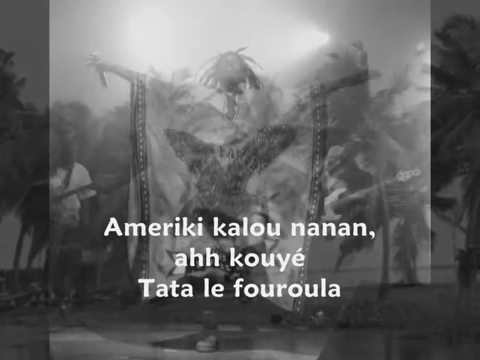 Ameriki kalou nanan,
ahh kouyé
Tata le fouroula